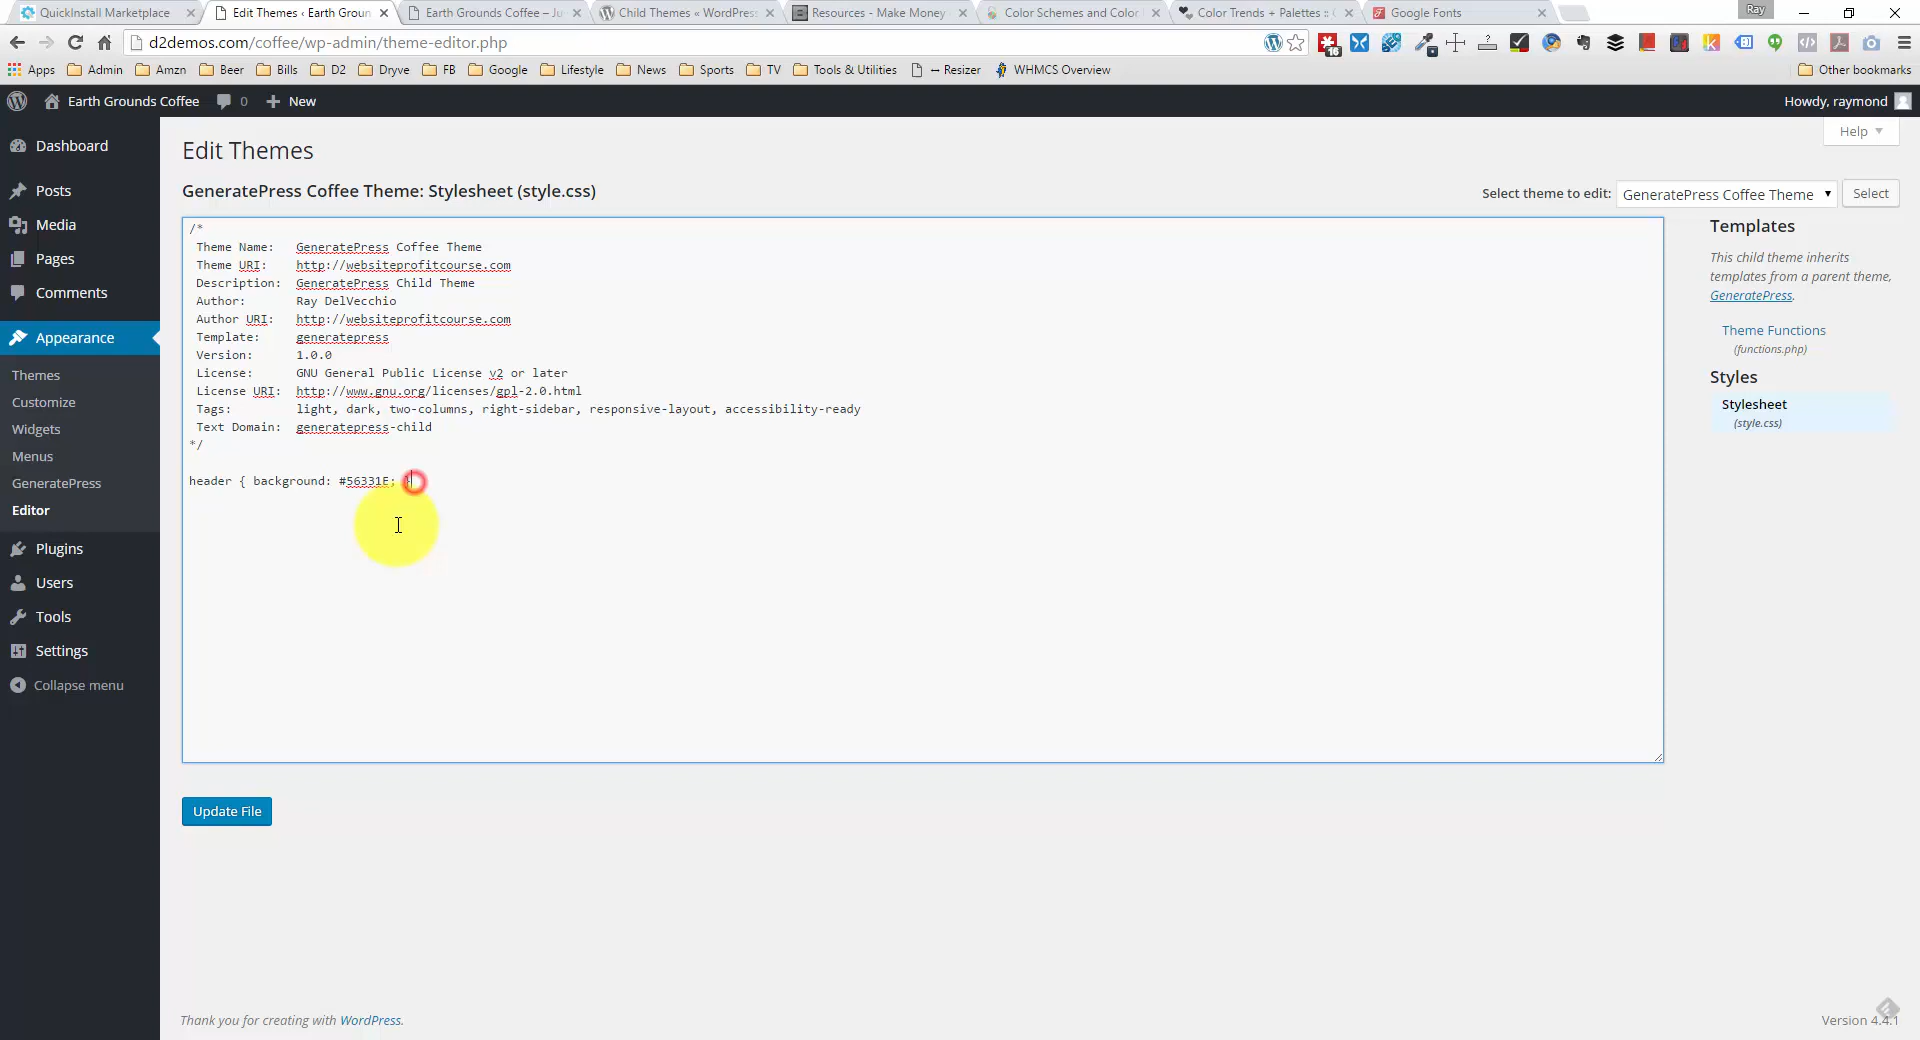 QuickInstall Marketplace
Edit Themes ‹ Earth Groun
Earth Grounds Coffee – Ju
Child Themes « WordPress
Resources - Make Money
Color Schemes and Color
Color Trends + Palettes ::
Google Fonts
Ray
d2demos.com/coffee/wp-admin/theme-editor.php
16
Apps
Admin
Amzn
Beer
Bills
D2
Dryve
FB
Google
Lifestyle
News
Sports
TV
Tools & Utilities
↔ Resizer
WHMCS Overview
Other bookmarks
Earth Grounds Coffee
0
New
Howdy, raymond
Help
Dashboard
Posts
Media
Pages
Comments
Appearance
Themes
Customize
Widgets
Menus
GeneratePress
Editor
Plugins
Users
Tools
Settings
Collapse menu
Edit Themes
GeneratePress Coffee Theme: Stylesheet (style.css)
Select theme to edit:
GeneratePress Coffee Theme
Select
/*
Theme Name: GeneratePress Coffee Theme
Theme URI: http://websiteprofitcourse.com
Description: GeneratePress Child Theme
Author: Ray DelVecchio
Author URI: http://websiteprofitcourse.com
Template: generatepress
Version: 1.0.0
License: GNU General Public License v2 or later
License URI: http://www.gnu.org/licenses/gpl-2.0.html
Tags: light, dark, two-columns, right-sidebar, responsive-layout, accessibility-ready
Text Domain: generatepress-child
*/
header { background: #56331E; }
Templates
This child theme inherits
templates from a parent theme,
GeneratePress.
Theme Functions
(functions.php)
Styles
Stylesheet
(style.css)
Update File
Thank you for creating with WordPress.
Version 4.4.1